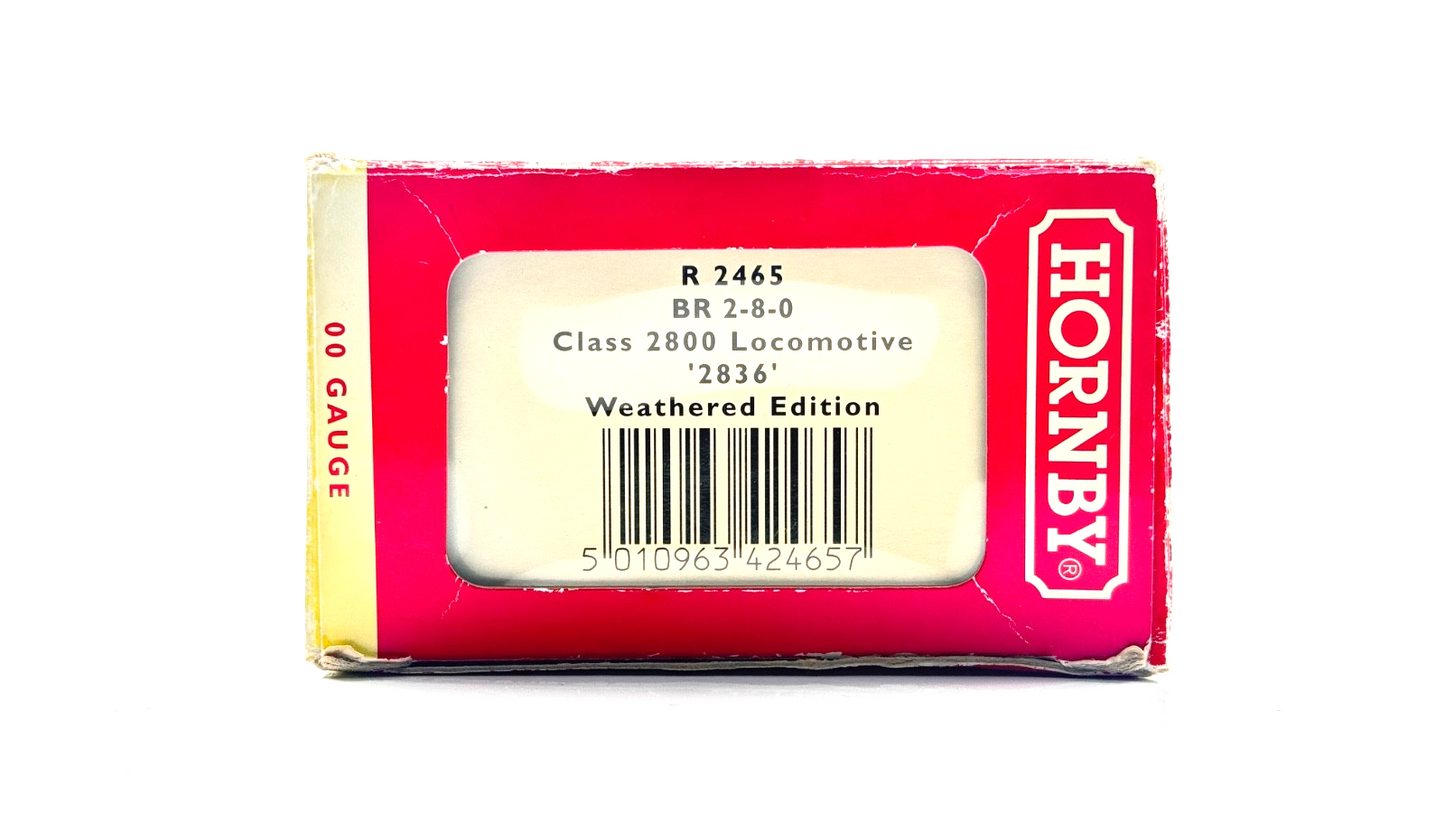 R 2465
BR 2-8-0
Class 2800 Locomotive
'2836'
Weathered Edition
5 010963 424657
00 GAUGE
HORNBY®